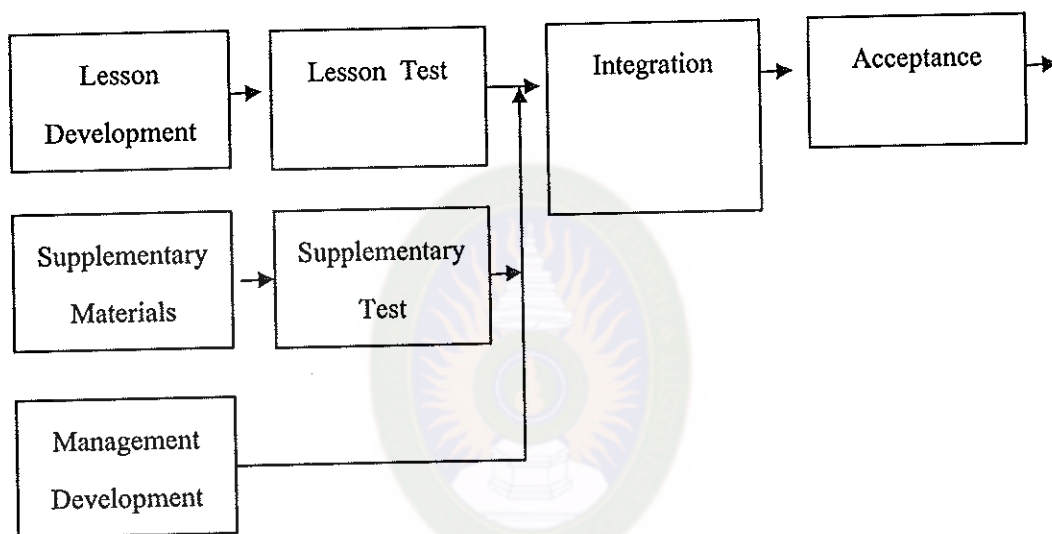 Lesson
Development
Lesson Test
Integration
Acceptance
Supplementary
Materials
Supplementary
Test
Management
Development